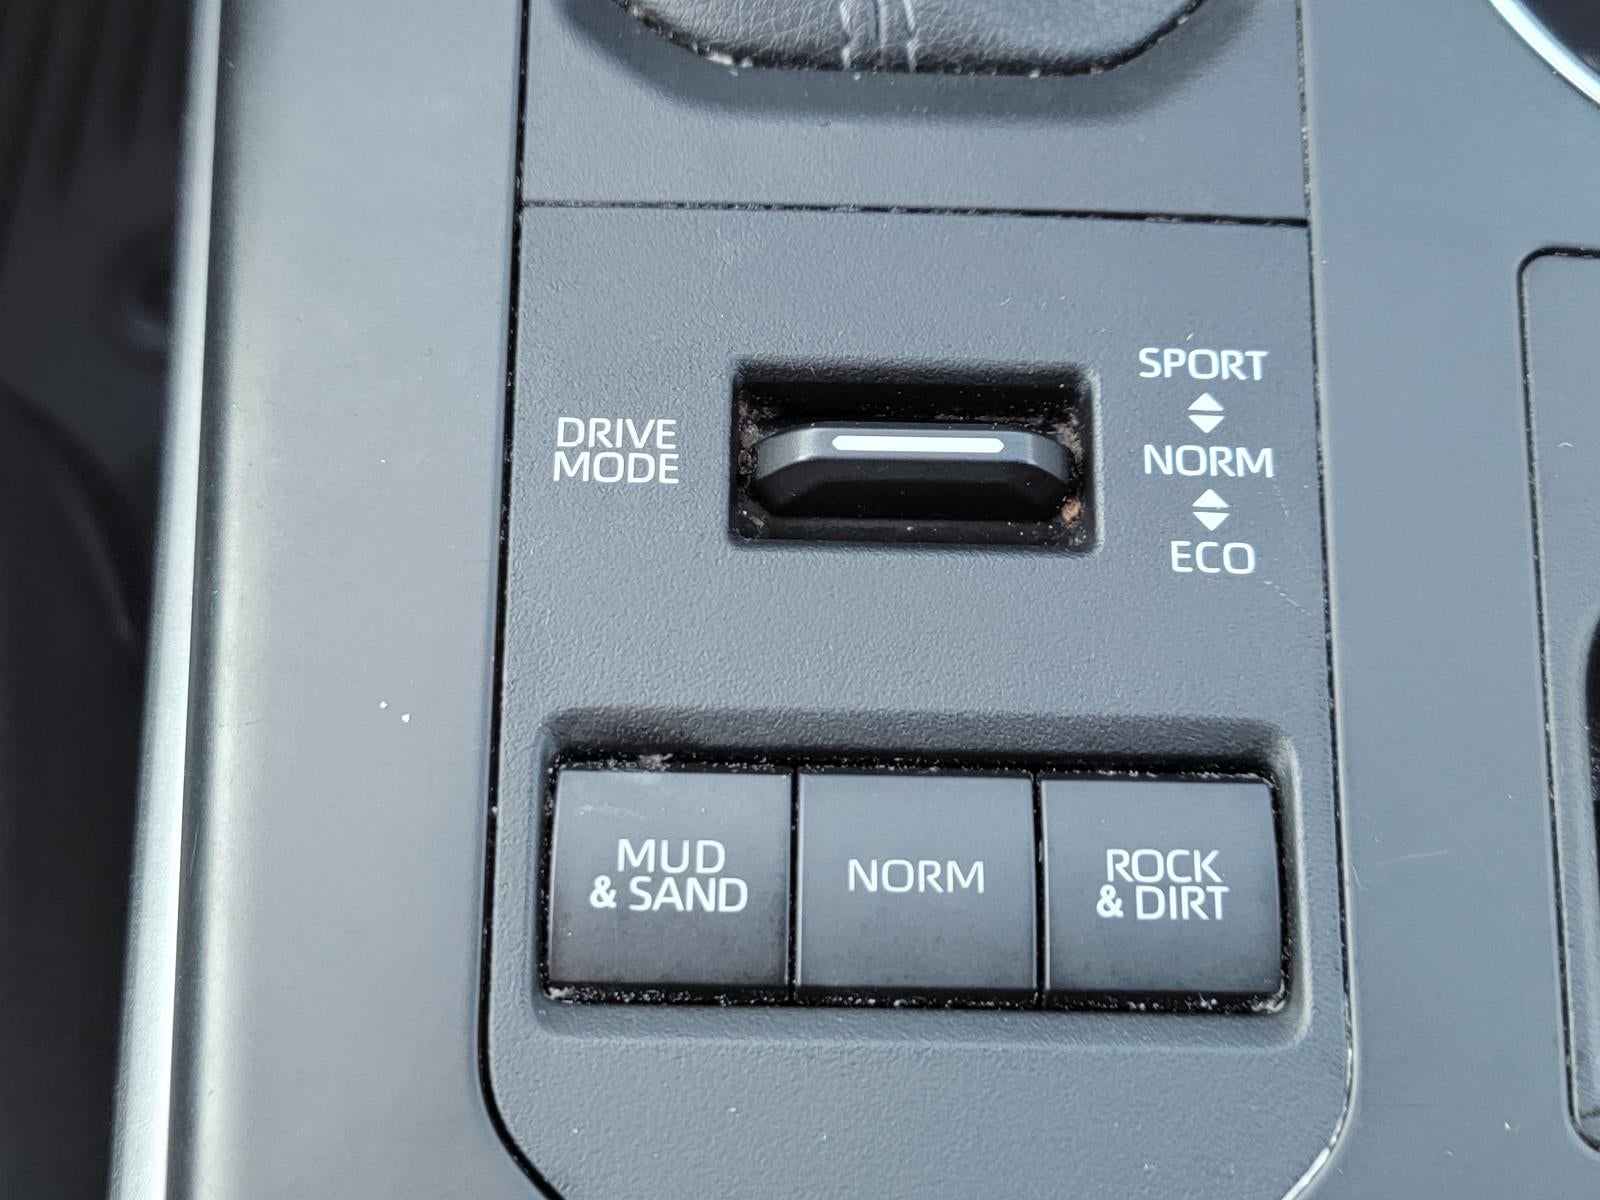 DRIVE
MODE
SPORT
NORM
ECO
MUD
& SAND
NORM
ROCK
& DIRT